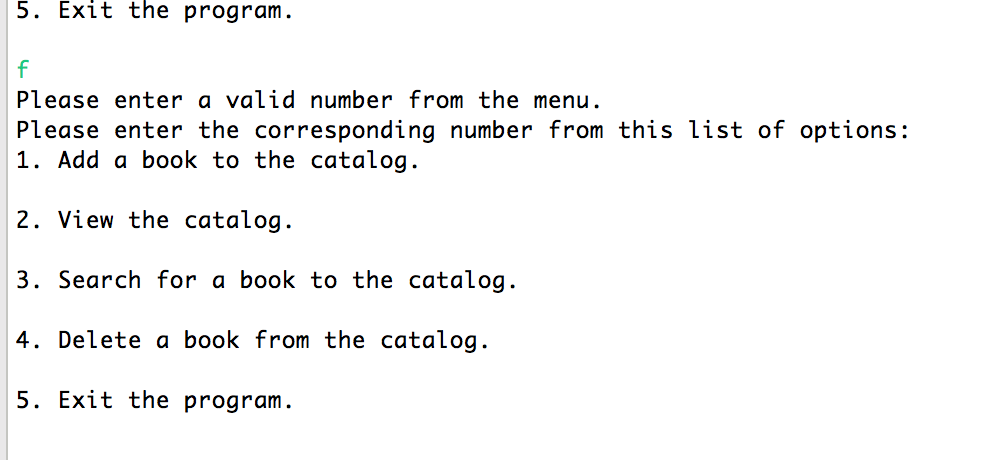 5. Exit the program.
f
Please enter a valid number from the menu.
Please enter the corresponding number from this list of options:
1. Add a book to the catalog.
2. View the catalog.
3. Search for a book to the catalog.
4. Delete a book from the catalog.
5. Exit the program.